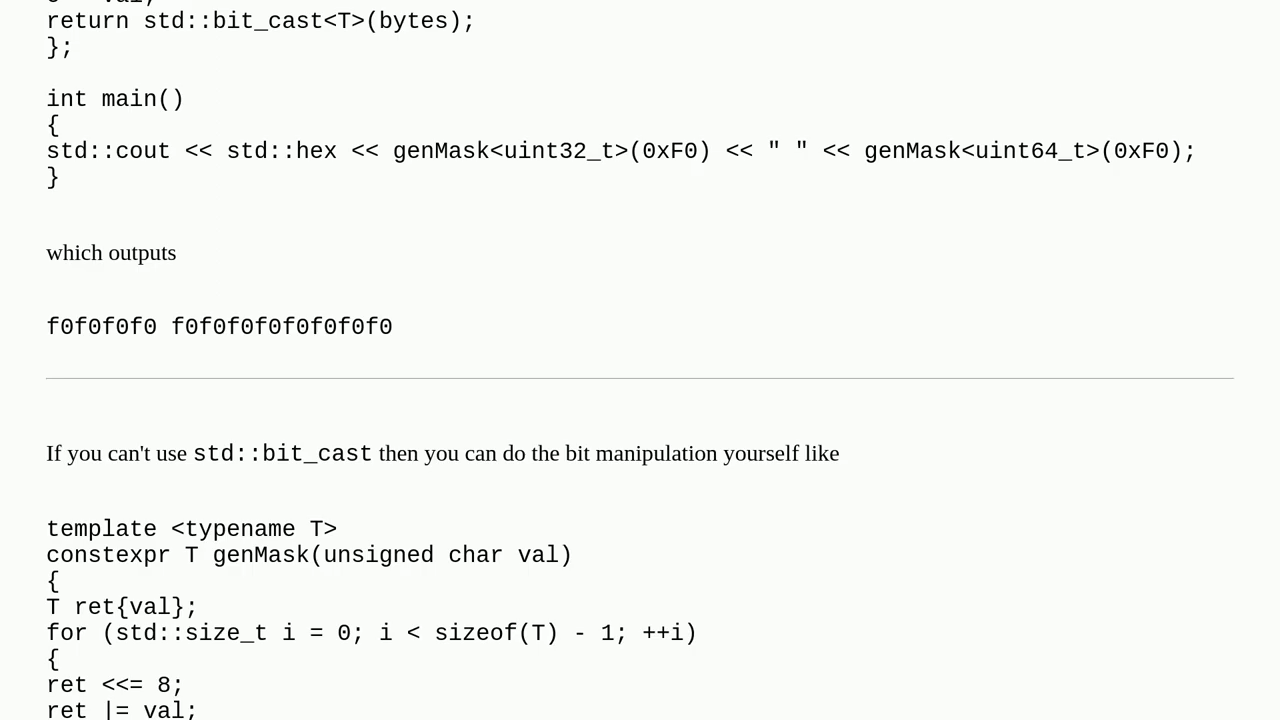 return std::bit_cast<T>(bytes);
};
int main()
{
std::cout << std::hex << genMask<uint32_t>(0xF0) << " " << genMask<uint64_t>(0xF0);
}
which outputs
f0f0f0f0 f0f0f0f0f0f0f0f0
If you can't use std::bit_cast then you can do the bit manipulation yourself like
template <typename T>
constexpr T genMask(unsigned char val)
{
T ret{val};
for (std::size_t i = 0; i < sizeof(T) - 1; ++i)
{
ret <<= 8;
ret |= val;